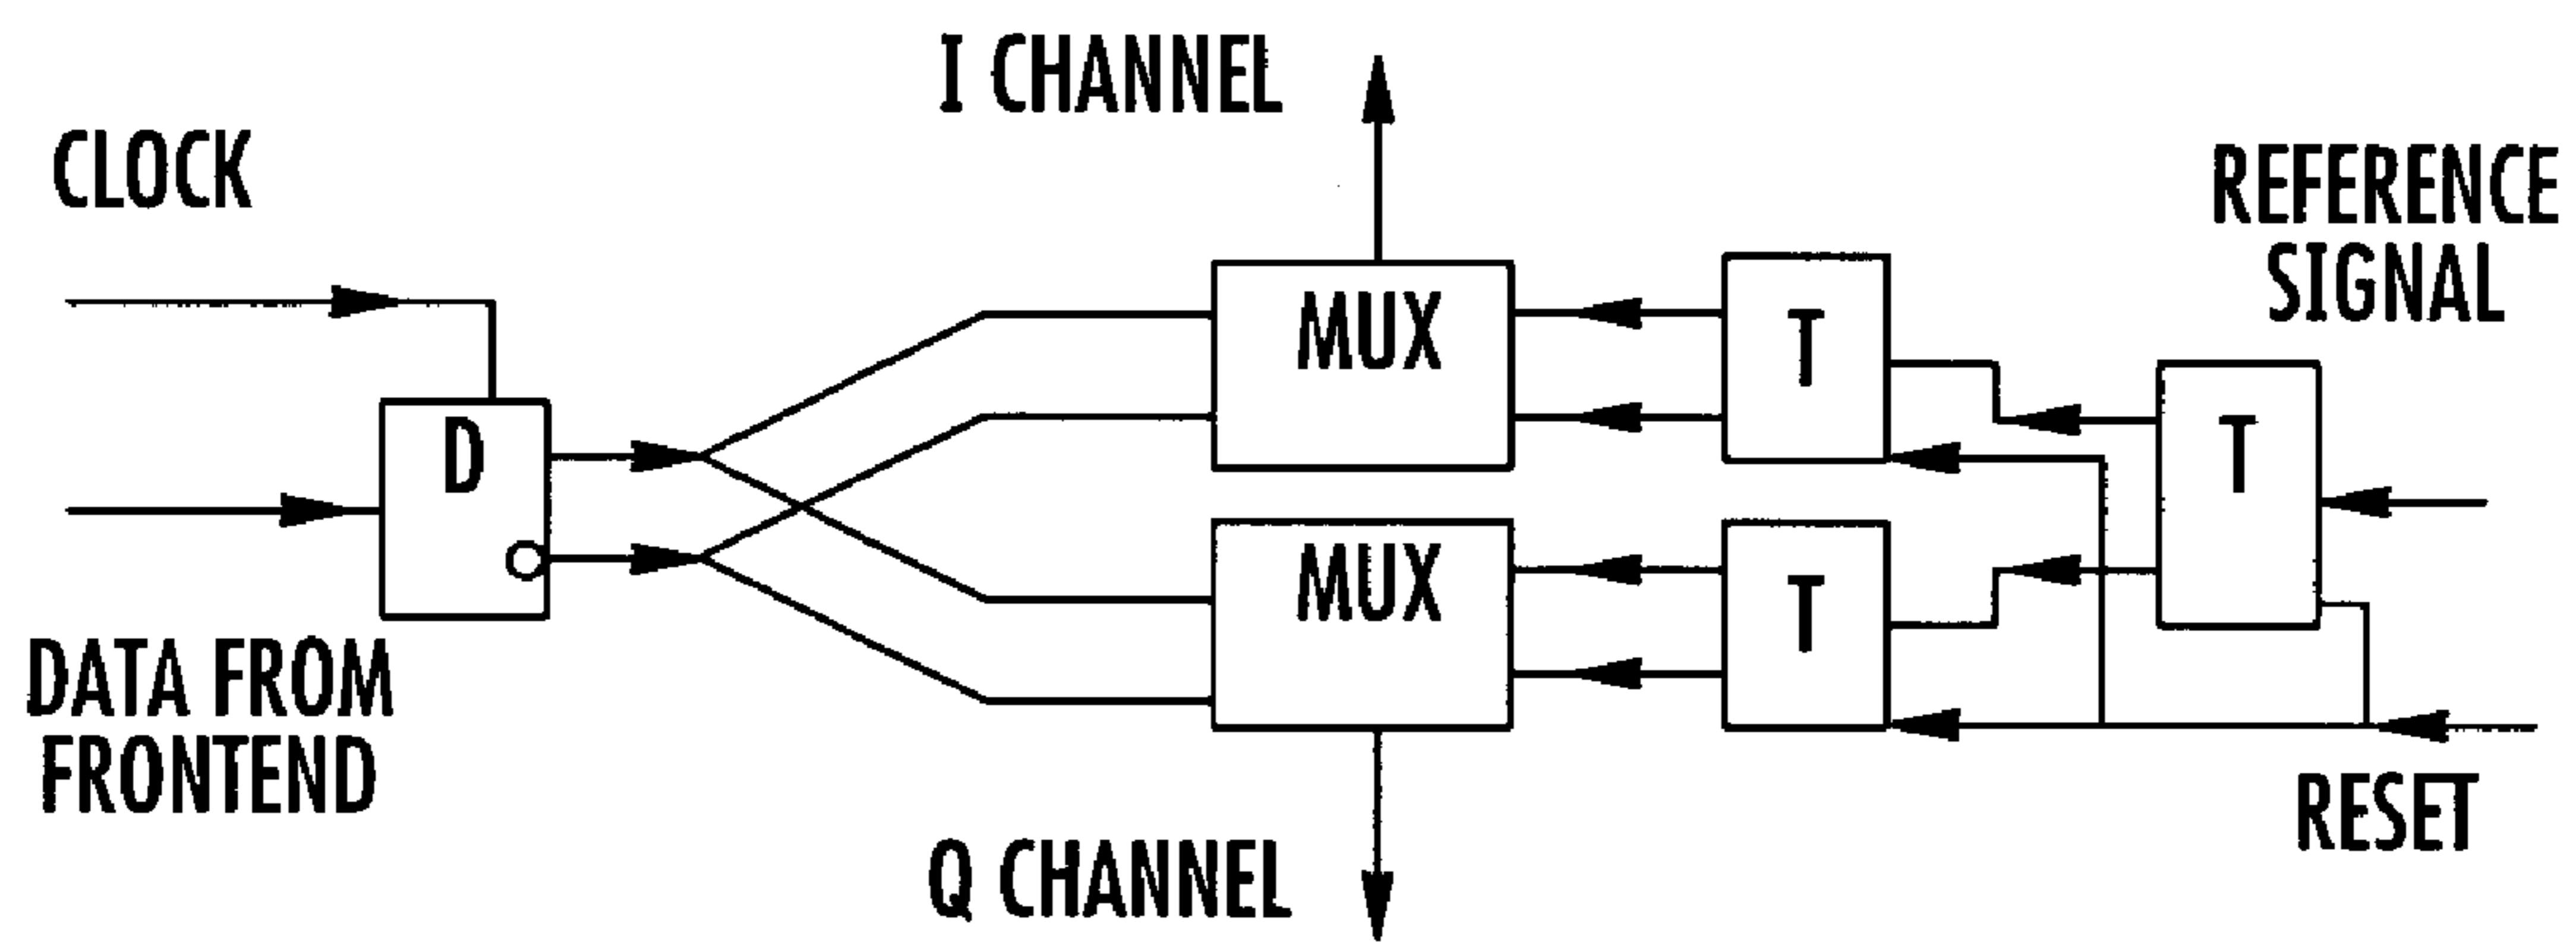 I CHANNEL
CLOCK
REFERENCE
SIGNAL
MUX
T
T
D
MUX
T
DATA FROM
FRONTEND
RESET
Q CHANNEL